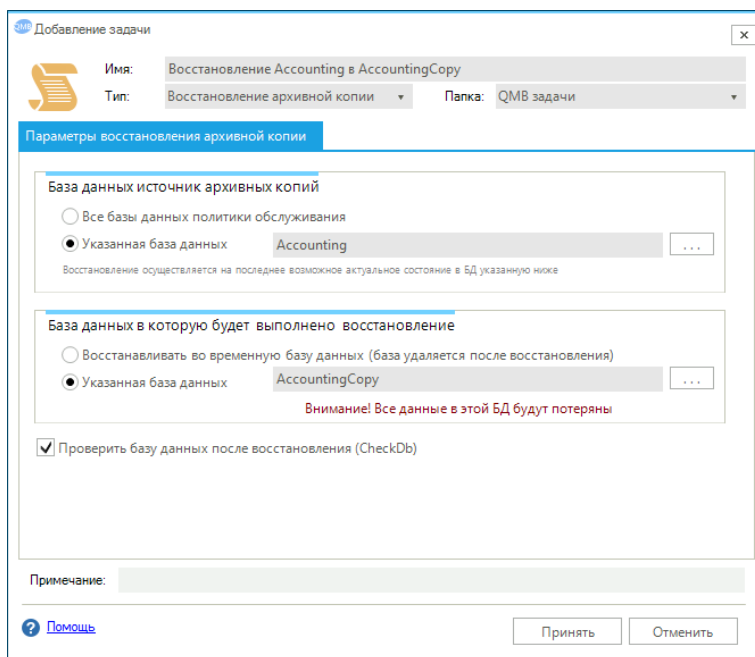 QMB Добавление задачи
Имя: Восстановление Accounting в AccountingCopy
Тип: Восстановление архивной копии Папка: QMB задачи
Параметры восстановления архивной копии
База данных источник архивных копий
Все базы данных политики обслуживания
Указанная база данных Accounting ...
Восстановление осуществляется на последнее возможное актуальное состояние в БД указанную ниже
База данных в которую будет выполнено восстановление
Восстанавливать во временную базу данных (база удаляется после восстановления)
Указанная база данных AccountingCopy ...
Внимание! Все данные в этой БД будут потеряны
Проверить базу данных после восстановления (CheckDb)
Примечание:
? Помощь Принять Отменить